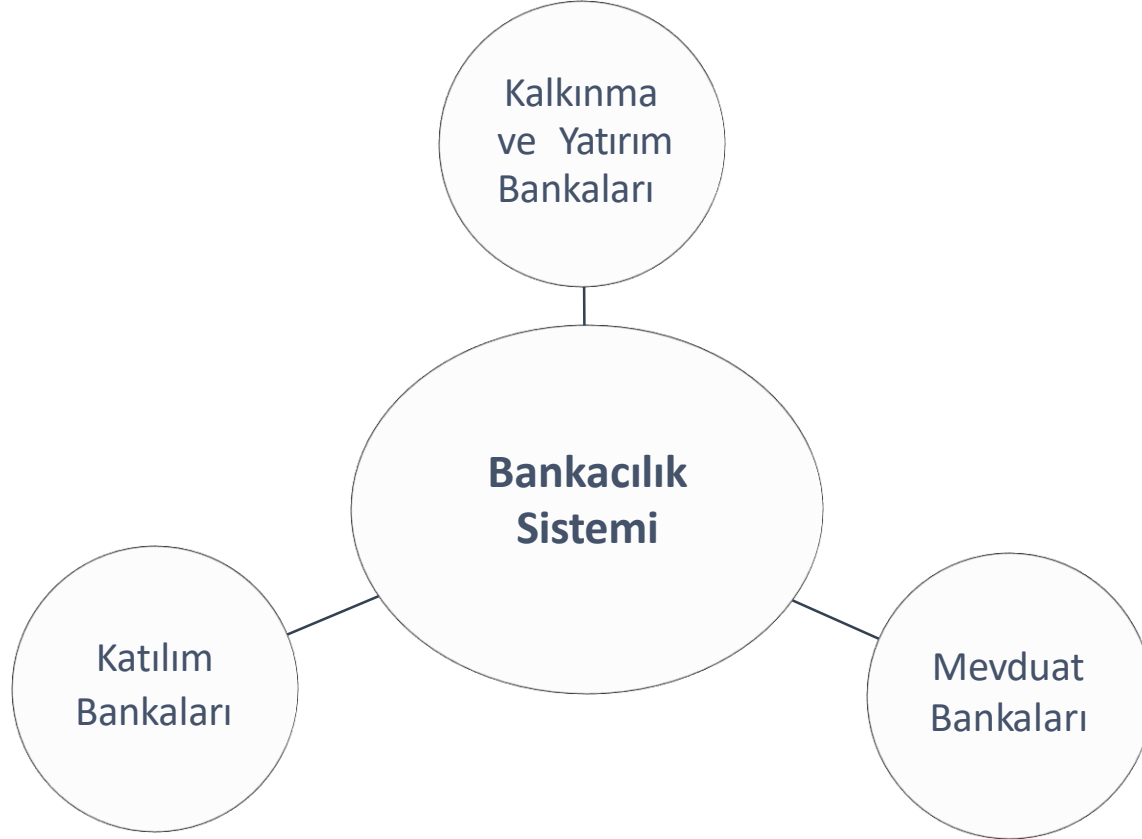 Kalkınma
ve Yatırım
Bankaları
Bankacılık
Sistemi
Katılım
Bankaları
Mevduat
Bankaları